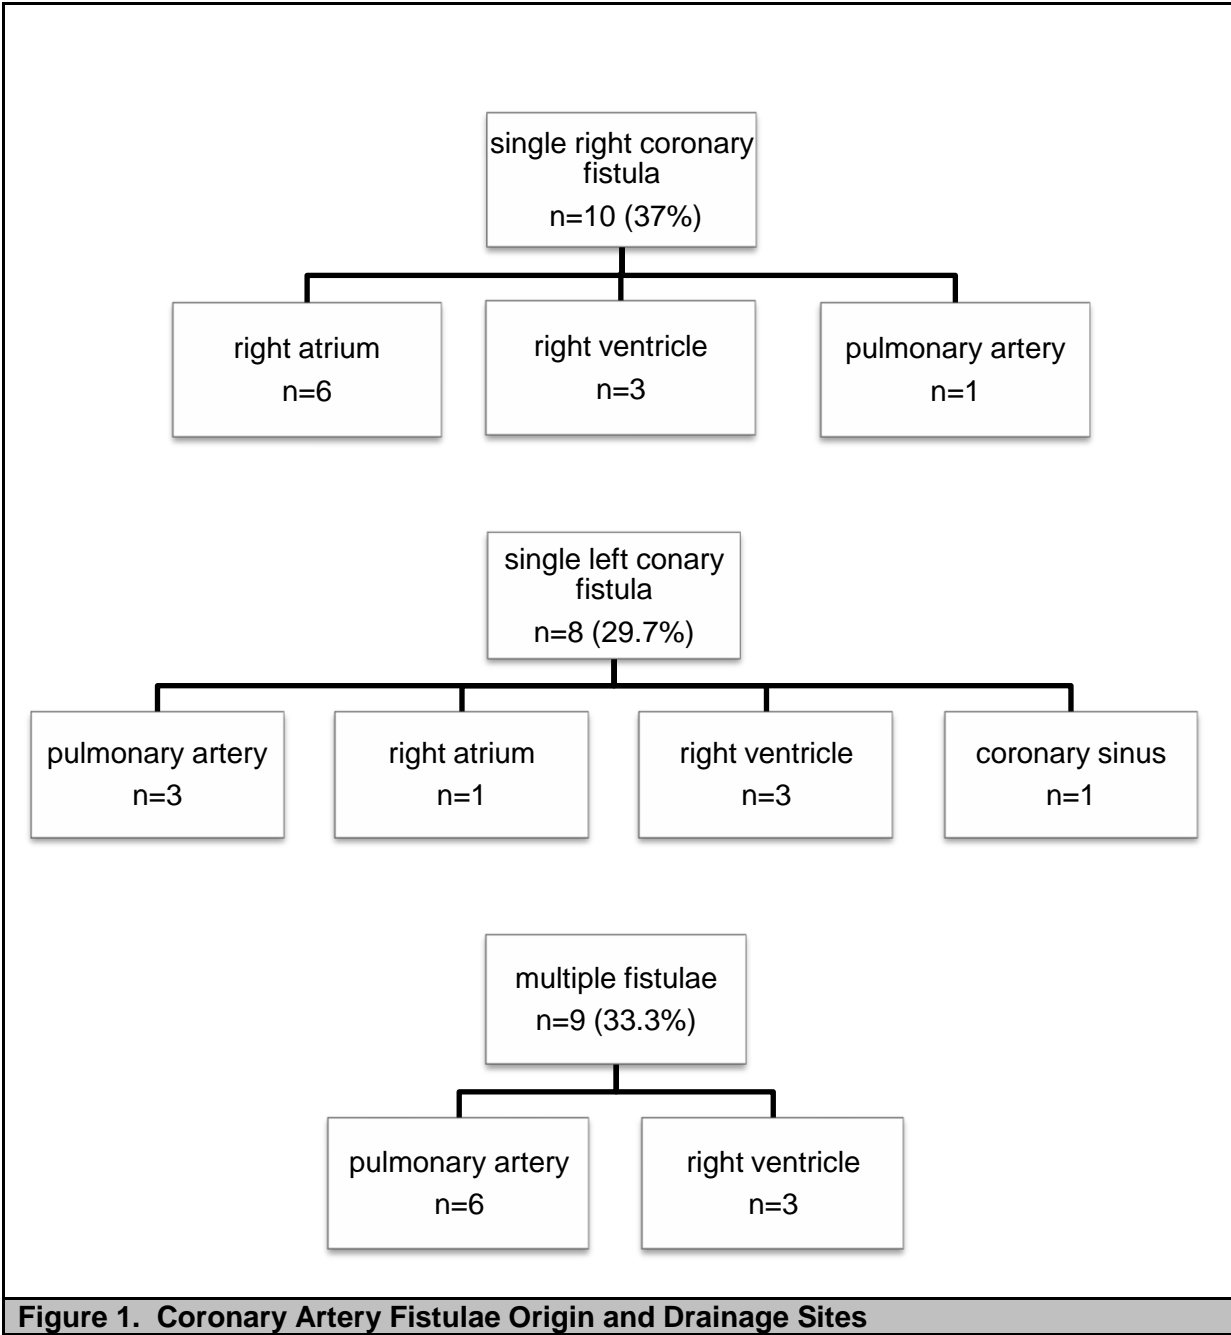 single right coronary
fistula
n=10 (37%)
right atrium
n=6
right ventricle
n=3
pulmonary artery
n=1
single left conary
fistula
n=8 (29.7%)
pulmonary artery
n=3
right atrium
n=1
right ventricle
n=3
coronary sinus
n=1
multiple fistulae
n=9 (33.3%)
pulmonary artery
n=6
right ventricle
n=3
Figure 1. Coronary Artery Fistulae Origin and Drainage Sites